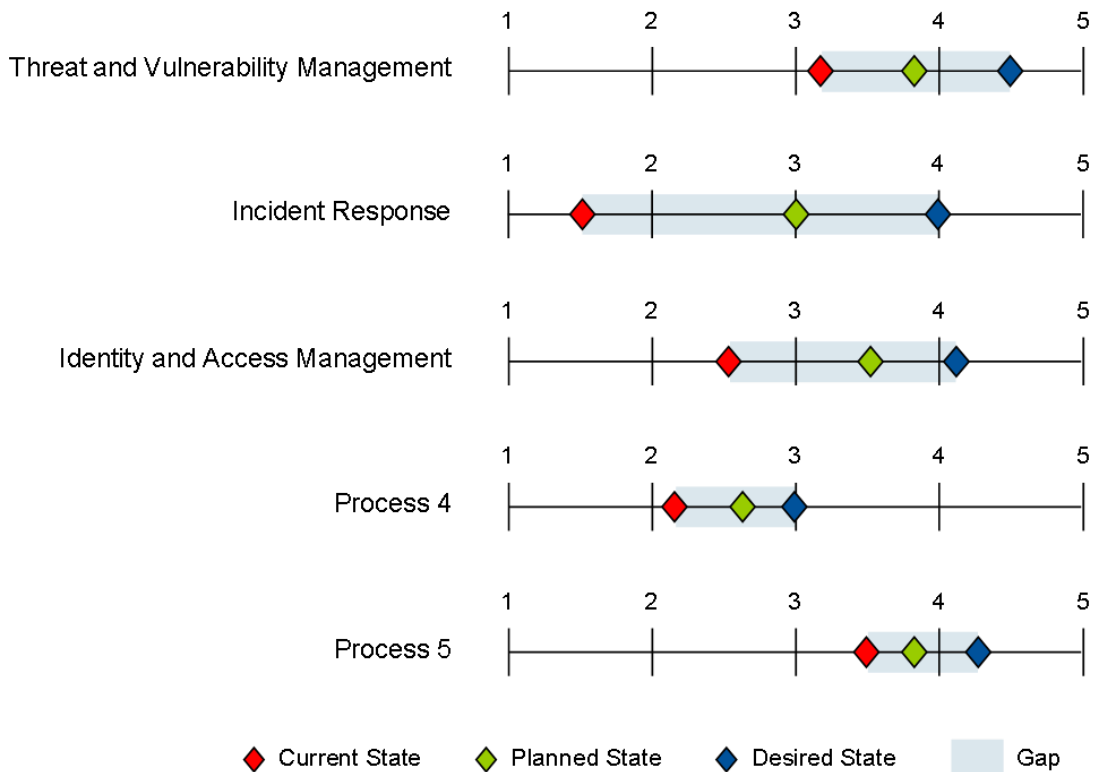 1 2 3 4 5
Threat and Vulnerability Management
1 2 3 4 5
Incident Response
1 2 3 4 5
Identity and Access Management
1 2 3 4 5
Process 4
1 2 3 4 5
Process 5
Current State Planned State Desired State Gap